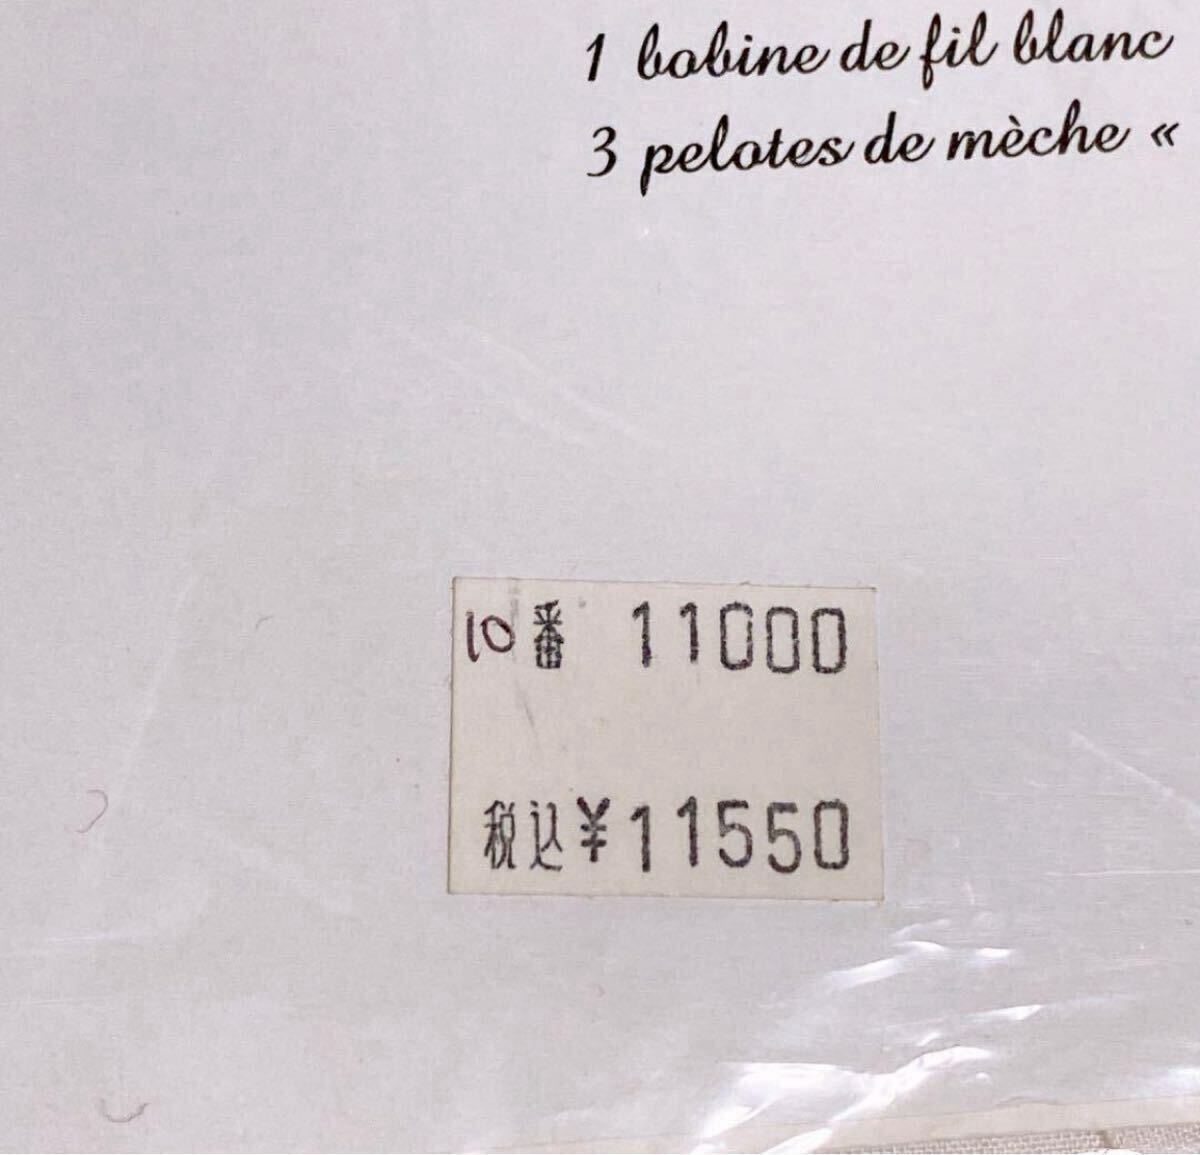 1 bobine de fil blanc
3 pelotes de mèche «
10番 11000
税込¥11550